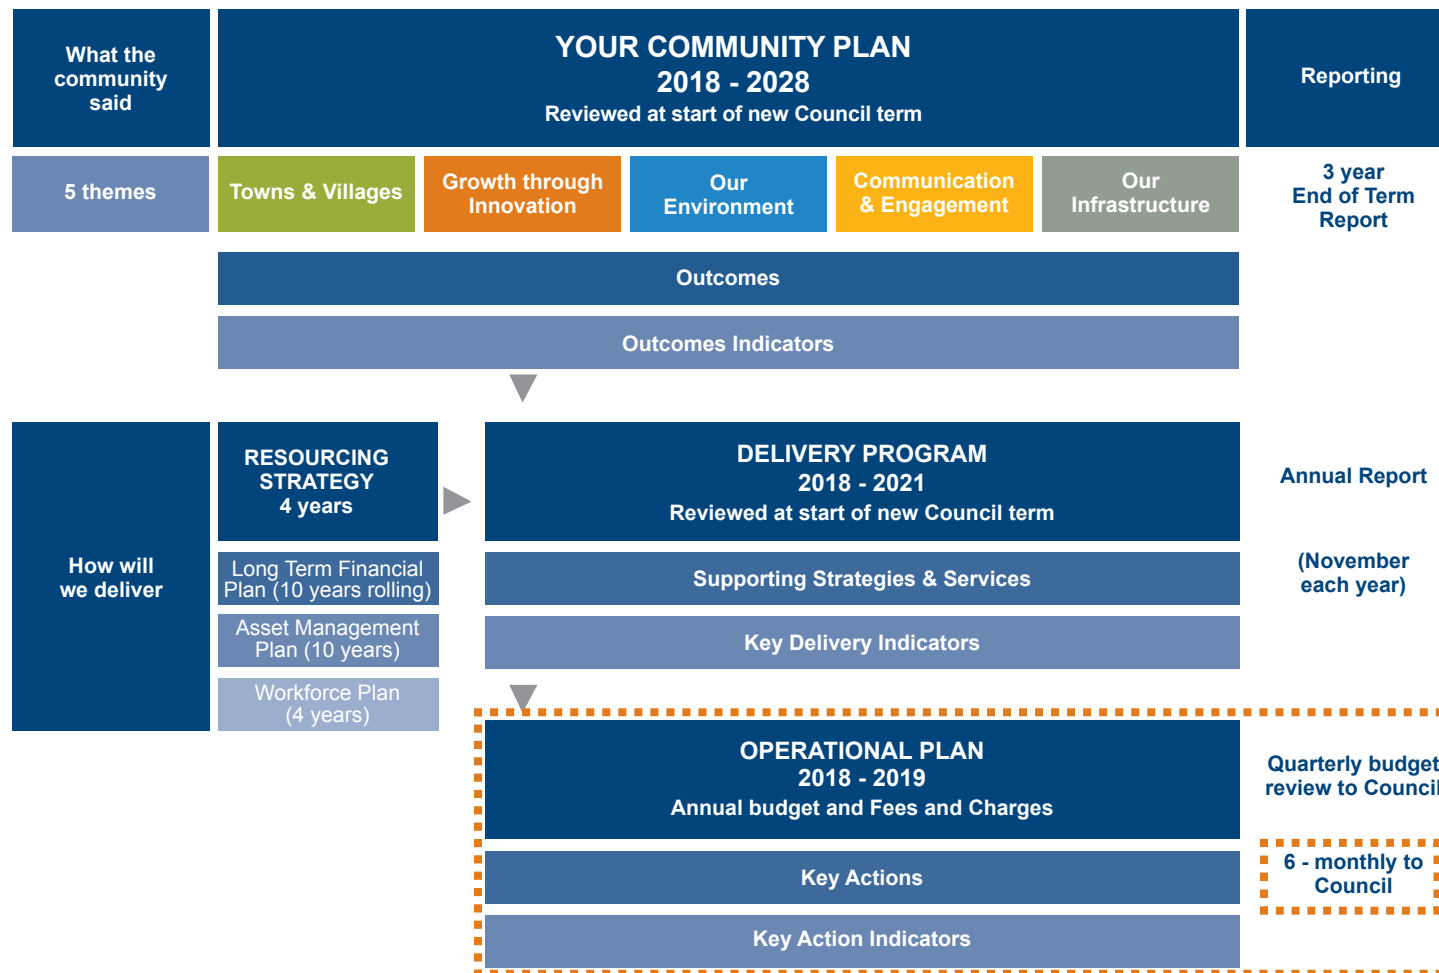 What the
community
said
YOUR COMMUNITY PLAN
2018 - 2028
Reviewed at start of new Council term
Reporting
5 themes
Towns & Villages
Growth through
Innovation
Our
Environment
Communication
& Engagement
Our
Infrastructure
3 year
End of Term
Report
Outcomes
Outcomes Indicators
How will
we deliver
RESOURCING
STRATEGY
4 years
Long Term Financial
Plan (10 years rolling)
Asset Management
Plan (10 years)
Workforce Plan
(4 years)
DELIVERY PROGRAM
2018 - 2021
Reviewed at start of new Council term
Supporting Strategies & Services
Key Delivery Indicators
Annual Report
(November
each year)
OPERATIONAL PLAN
2018 - 2019
Annual budget and Fees and Charges
Key Actions
Key Action Indicators
Quarterly budget
review to Council
6 - monthly to
Council